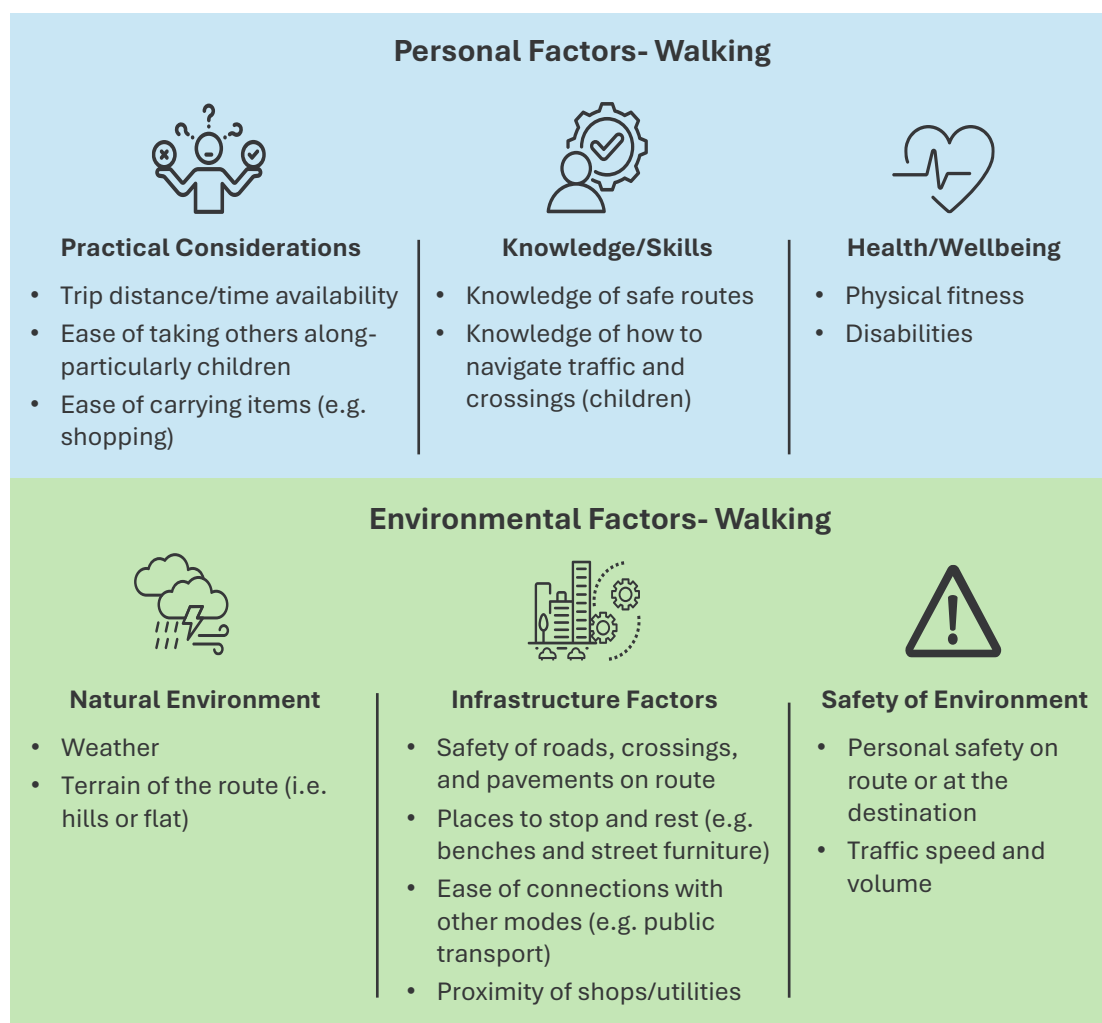 Personal Factors- Walking
Practical Considerations
• Trip distance/time availability
• Ease of taking others along-
particularly children
• Ease of carrying items (e.g.
shopping)
Knowledge/Skills
• Knowledge of safe routes
• Knowledge of how to
navigate traffic and
crossings (children)
Health/Wellbeing
• Physical fitness
• Disabilities
Environmental Factors- Walking
Natural Environment
• Weather
• Terrain of the route (i.e.
hills or flat)
Infrastructure Factors
• Safety of roads, crossings,
and pavements on route
• Places to stop and rest (e.g.
benches and street furniture)
• Ease of connections with
other modes (e.g. public
transport)
• Proximity of shops/utilities
Safety of Environment
• Personal safety on
route or at the
destination
• Traffic speed and
volume